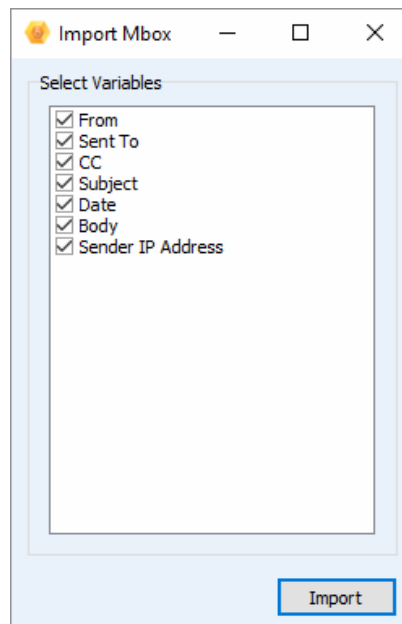 Import Mbox
Select Variables
From
Sent To
CC
Subject
Date
Body
Sender IP Address
Import